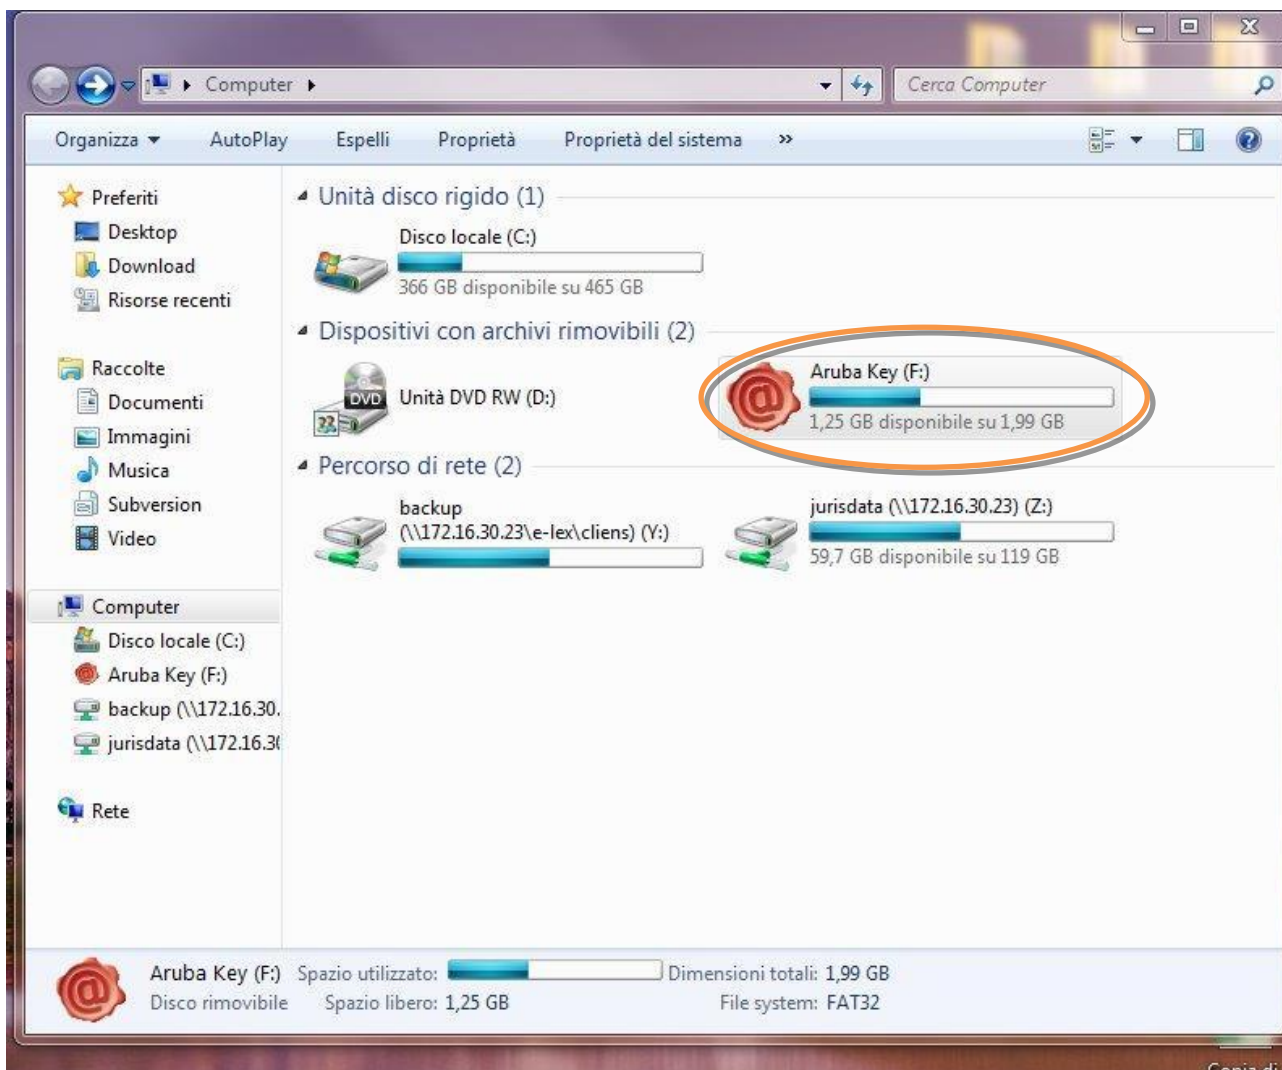 Computer
Cerca Computer
Organizza
AutoPlay
Espelli
Proprietà
Proprietà del sistema
»
Preferiti
Desktop
Download
Risorse recenti
Raccolte
Documenti
Immagini
Musica
Subversion
Video
Computer
Disco locale (C:)
Aruba Key (F:)
backup (\\172.16.30.
jurisdata (\\172.16.30
Rete
Unità disco rigido (1)
Disco locale (C:)
366 GB disponibile su 465 GB
Dispositivi con archivi rimovibili (2)
DVD
Unità DVD RW (D:)
Aruba Key (F:)
1,25 GB disponibile su 1,99 GB
Percorso di rete (2)
backup
(\\172.16.30.23\e-lex\cliens) (Y:)
jurisdata (\\172.16.30.23) (Z:)
59,7 GB disponibile su 119 GB
Aruba Key (F:) Spazio utilizzato: Dimensioni totali: 1,99 GB
Disco rimovibile Spazio libero: 1,25 GB File system: FAT32